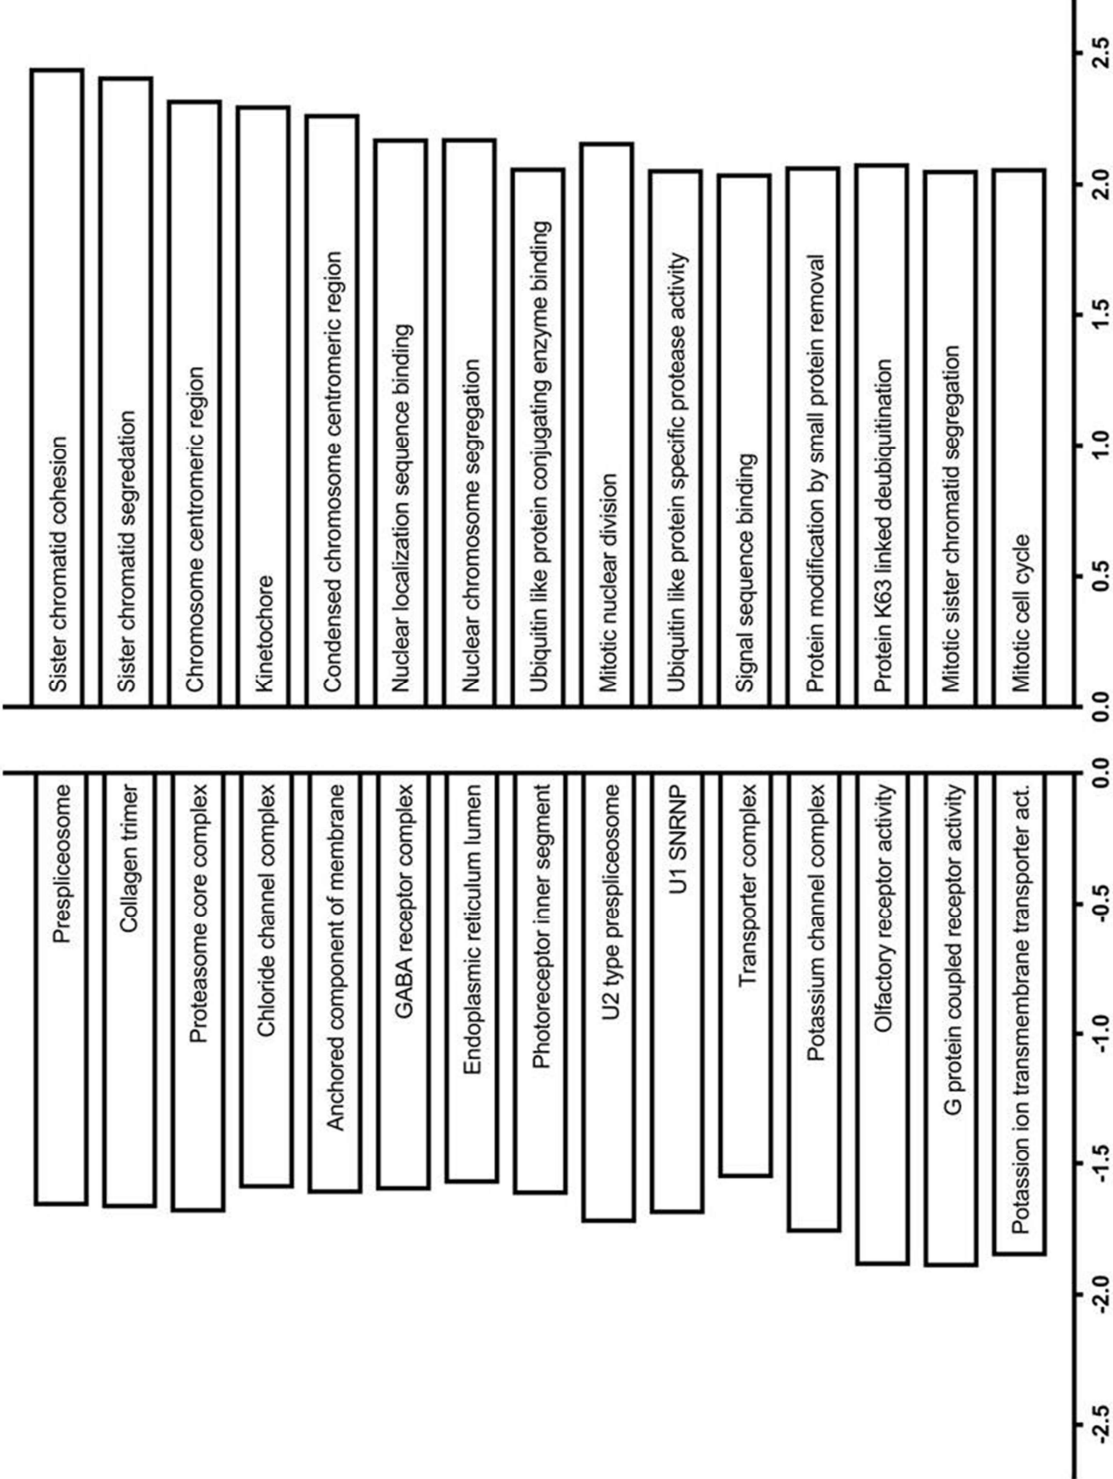 Sister chromatid cohesion
Sister chromatid segredation
Chromosome centromeric region
Kinetochore
Condensed chromosome centromeric region
Nuclear localization sequence binding
Nuclear chromosome segregation
Ubiquitin like protein conjugating enzyme binding
Mitotic nuclear division
Ubiquitin like protein specific protease activity
Signal sequence binding
Protein modification by small protein removal
Protein K63 linked deubiquitination
Mitotic sister chromatid segregation
Mitotic cell cycle
0.0
0.5
1.0
1.5
2.0
2.5
Prespliceosome
Collagen trimer
Proteasome core complex
Chloride channel complex
Anchored component of membrane
GABA receptor complex
Endoplasmic reticulum lumen
Photoreceptor inner segment
U2 type prespliceosome
U1 SNRNP
Transporter complex
Potassium channel complex
Olfactory receptor activity
G protein coupled receptor activity
Potassion ion transmembrane transporter act.
-2.5
-2.0
-1.5
-1.0
-0.5
0.0